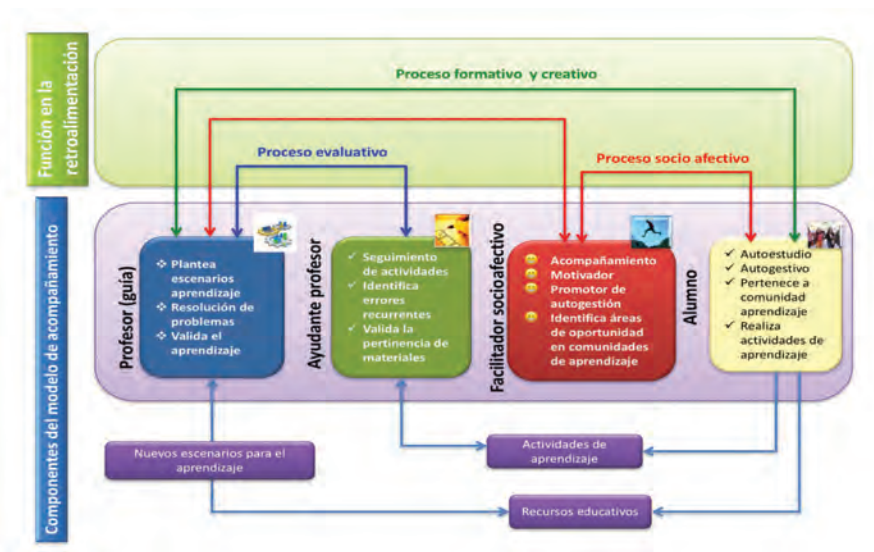 Función en la
retroalimentación
Proceso formativo y creativo
Proceso evaluativo
Proceso socio afectivo
Componentes del modelo de acompañamiento
Profesor (guía)
Plantea
escenarios
aprendizaje
Resolución de
problemas
Valida el
aprendizaje
Ayudante profesor
Seguimiento
de actividades
Identifica
errores
recurrentes
Valida la
pertinencia de
materiales
Facilitador socioafectivo
Acompañamiento
Motivador
Promotor de
autogestión
Identifica áreas
de oportunidad
en comunidades
de aprendizaje
Alumno
Autoestudio
Autogestivo
Pertenece a
comunidad
aprendizaje
Realiza
actividades de
aprendizaje
Nuevos escenarios para el
aprendizaje
Actividades de
aprendizaje
Recursos educativos